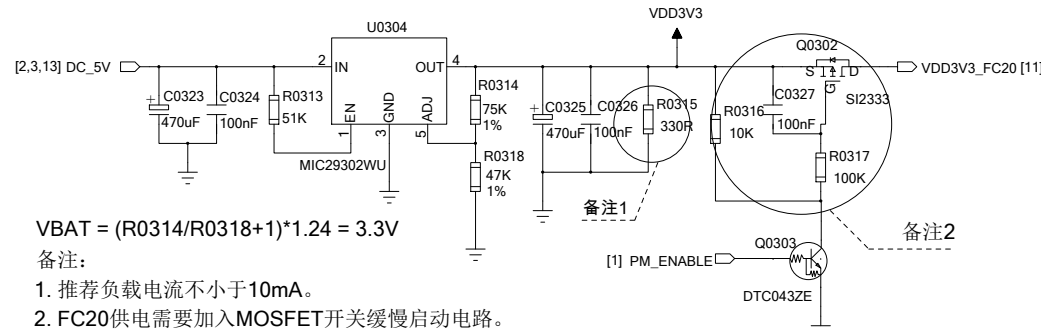 VDD3V3
U0304
Q0302
[2,3,13] DC_5V
2
IN
OUT
4
S
D
G
VDD3V3_FC20 [11]
SI2333
C0323
470uF
C0324
100nF
R0313
51K
EN
GND
ADJ
1
3
5
MIC29302WU
R0314
75K
1%
R0318
47K
1%
C0325
470uF
C0326
100nF
R0315
330R
R0316
10K
C0327
100nF
R0317
100K
备注1
备注2
[1] PM_ENABLE
Q0303
DTC043ZE
VBAT = (R0314/R0318+1)*1.24 = 3.3V
备注：
1. 推荐负载电流不小于10mA。
2. FC20供电需要加入MOSFET开关缓慢启动电路。